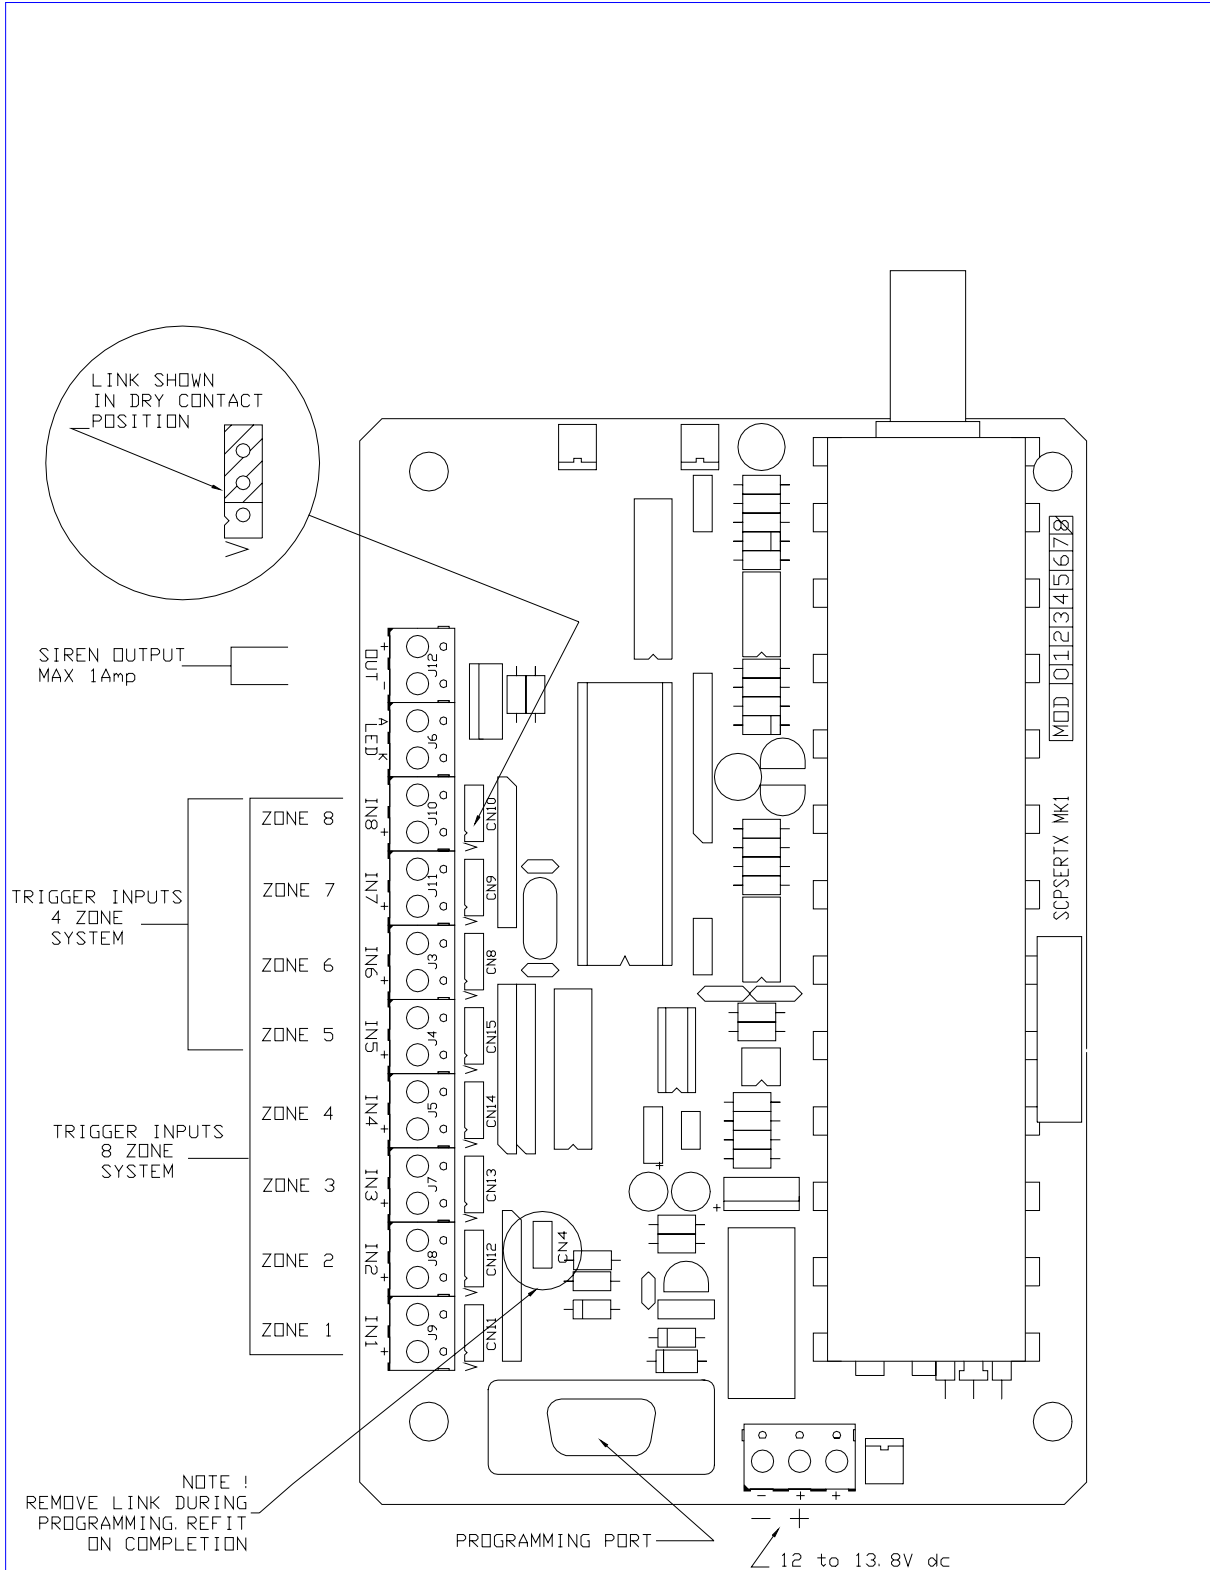 LINK SHOWN
IN DRY CONTACT
POSITION
V
SIREN OUTPUT
MAX 1Amp
+
OUT
-
J12
A
LED
K
J6
ZONE 8
IN8
+
J10
CN10
V
ZONE 7
IN7
+
J11
CN9
V
ZONE 6
IN6
+
J3
CN8
V
ZONE 5
IN5
+
J4
CN15
V
ZONE 4
IN4
+
J5
CN14
V
ZONE 3
IN3
+
J7
CN13
V
ZONE 2
IN2
+
J8
CN12
V
ZONE 1
IN1
+
J9
CN11
V
TRIGGER INPUTS
4 ZONE
SYSTEM
TRIGGER INPUTS
8 ZONE
SYSTEM
CN4
+
+
MOD 0 1 2 3 4 5 6 7 8
SCPSERTX MK1
NOTE !
REMOVE LINK DURING
PROGRAMMING. REFIT
ON COMPLETION
PROGRAMMING PORT
- + +
- +
12 to 13.8V dc